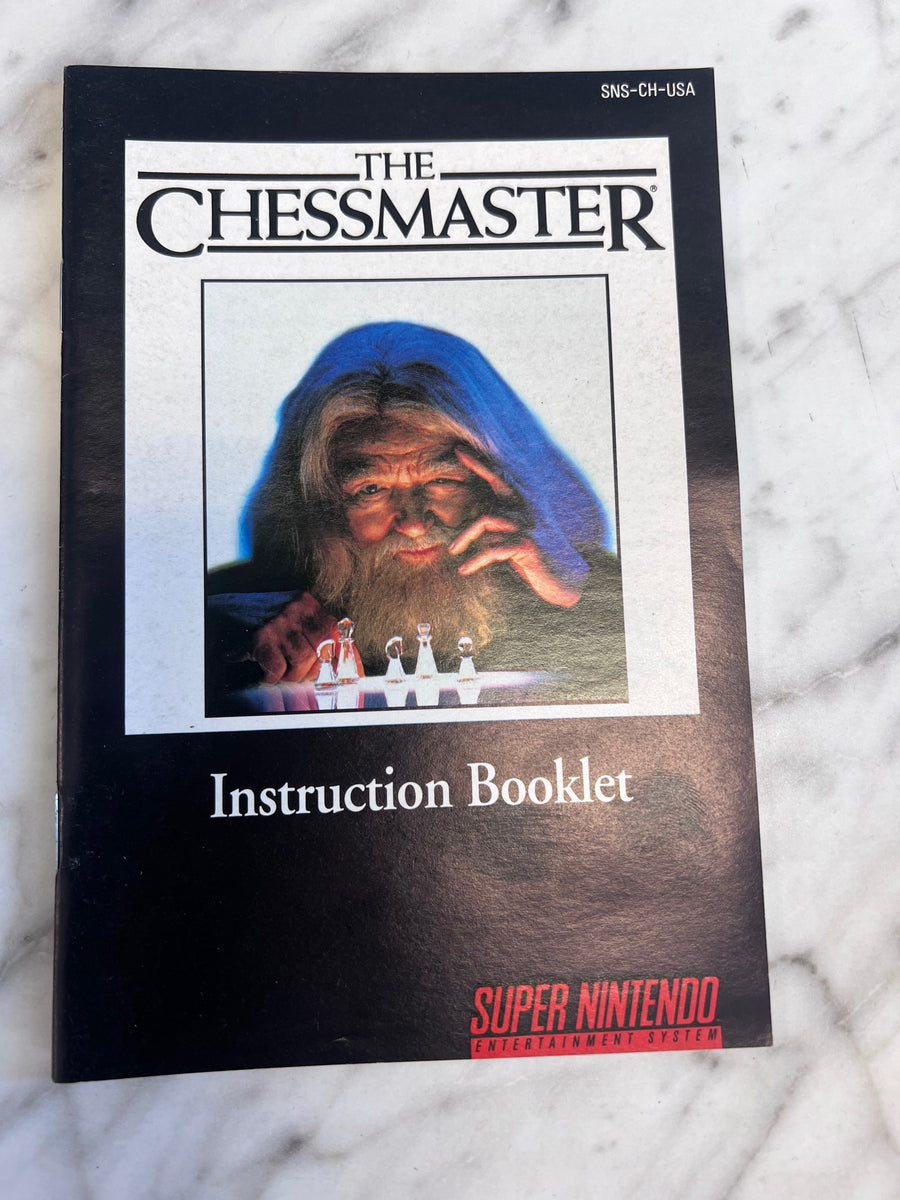 SNS-CH-USA
THE
CHESSMASTER®
Instruction Booklet
SUPER NINTENDO
ENTERTAINMENT SYSTEM